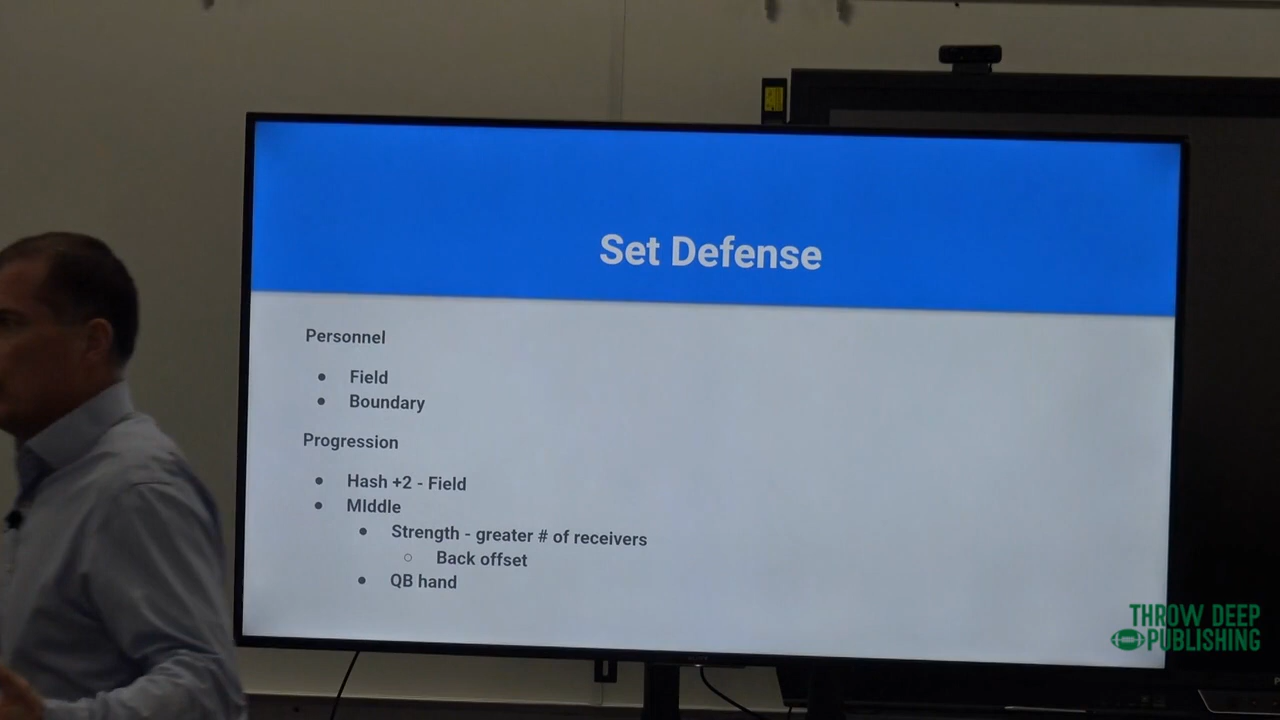 Set Defense
Personnel
● Field
● Boundary
Progression
● Hash +2 - Field
● MIddle
● Strength - greater # of receivers
○ Back offset
● QB hand
THROW DEEP
PUBLISHING